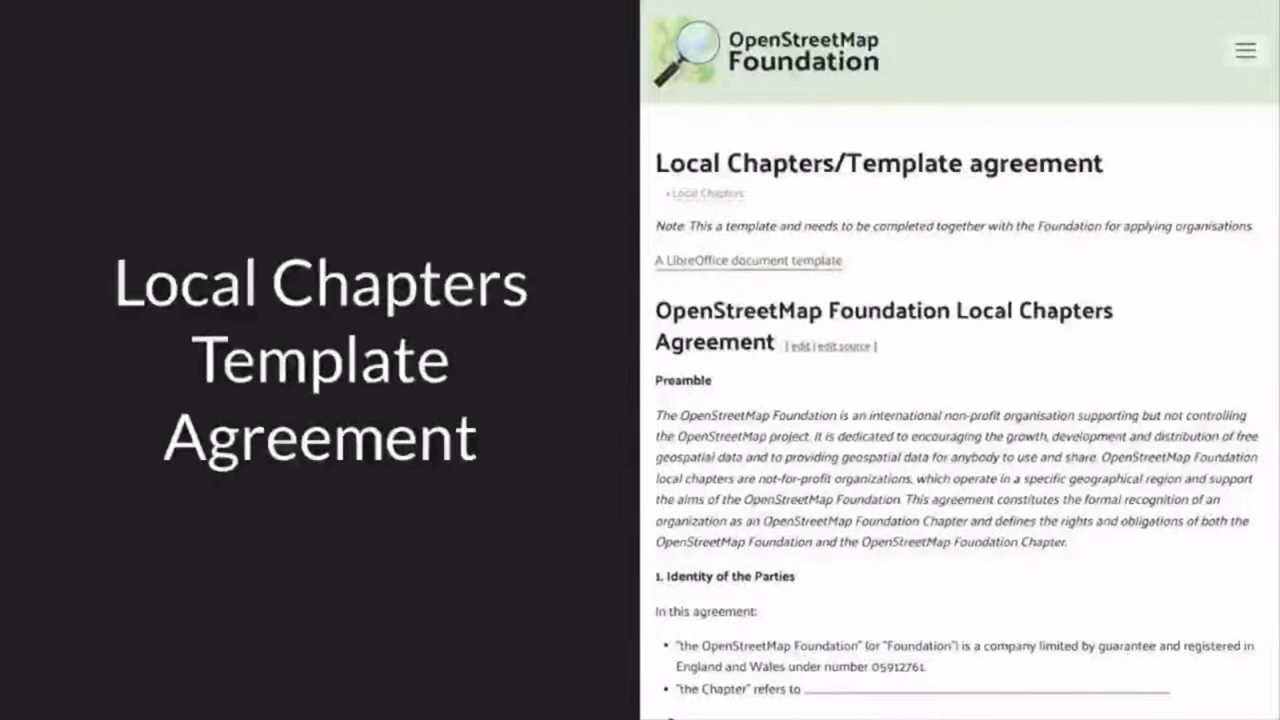 Local Chapters
Template
Agreement
OpenStreetMap
Foundation
Local Chapters/Template agreement
• Local Chapters
Note: This a template and needs to be completed together with the Foundation for applying organisations
A LibreOffice document template
OpenStreetMap Foundation Local Chapters
Agreement [ edit | edit source ]
Preamble
The OpenStreetMap Foundation is an international non-profit organisation supporting but not controlling
the OpenStreetMap project. It is dedicated to encouraging the growth, development and distribution of free
geospatial data and to providing geospatial data for anybody to use and share. OpenStreetMap Foundation
local chapters are not-for-profit organizations, which operate in a specific geographical region and support
the aims of the OpenStreetMap Foundation. This agreement constitutes the formal recognition of an
organization as an OpenStreetMap Foundation Chapter and defines the rights and obligations of both the
OpenStreetMap Foundation and the OpenStreetMap Foundation Chapter.
1. Identity of the Parties
In this agreement:
• "the OpenStreetMap Foundation" (or "Foundation") is a company limited by guarantee and registered in
England and Wales under number 05912761.
• "the Chapter" refers to ______________________